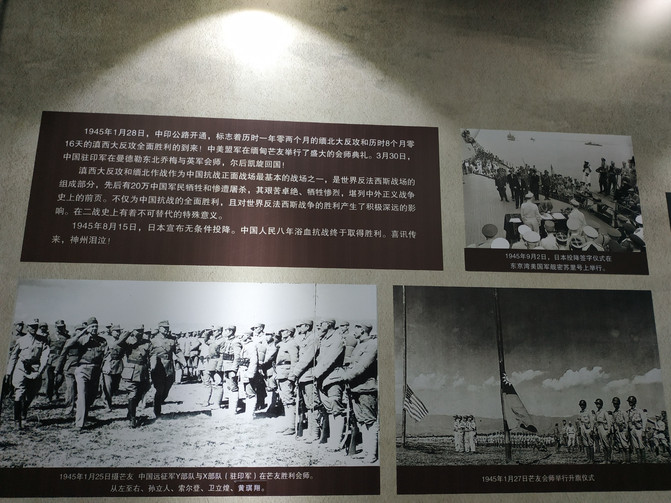 1945年1月28日，中印公路开通，标志着历时一年零两个月的缅北大反攻和历时8个月零
16天的滇西大反攻全面胜利的到来！中美盟军在缅甸芒友举行了盛大的会师典礼。3月30日，
中国驻印军在曼德勒东北乔梅与英军会师，尔后凯旋回国！
滇西大反攻和缅北作战作为中国抗战正面战场最基本的战场之一，是世界反法西斯战场的
组成部分，先后有20万中国军民牺牲和惨遭屠杀，其艰苦卓绝、牺牲惨烈，堪列中外正义战争
史上的前页。不仅为中国抗战的全面胜利，且对世界反法西斯战争的胜利产生了积极深远的影
响。在二战史上有着不可替代的特殊意义。
1945年8月15日，日本宣布无条件投降。中国人民八年浴血抗战终于取得胜利。喜讯传
来，神州泪泣！
1945年9月2日，日本投降签字仪式在
东京湾美国军舰密苏里号上举行。
1945年1月25日摄芒友 中国远征军Y部队与X部队（驻印军）在芒友胜利会师。
从左至右、孙立人、索尔登、卫立煌、黄琪翔。
1945年1月27日芒友会师举行升旗仪式